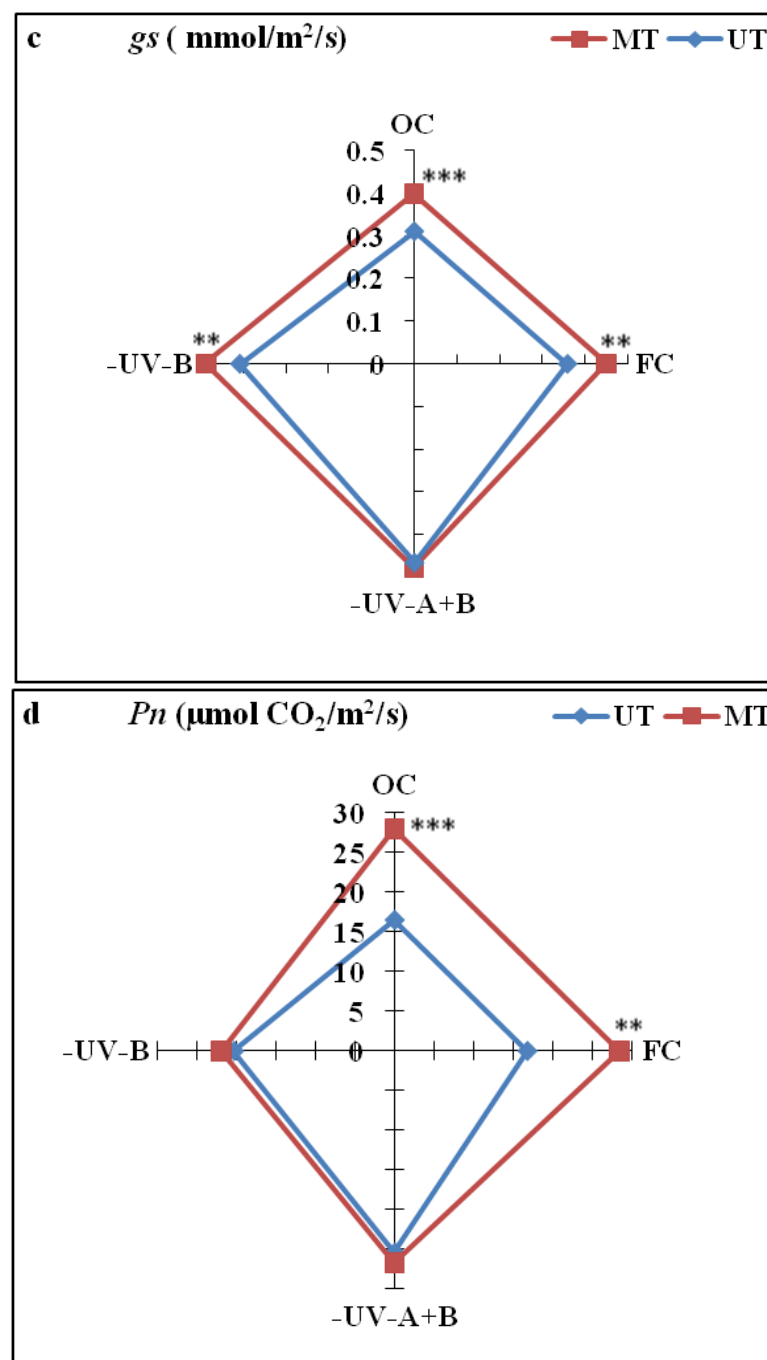 c gs ( mmol/m²/s) MT UT
OC
0.5
***
0.4
0.3
0.2
0.1
**
**
-UV-B
0
FC
-UV-A+B
d Pn (µmol CO₂/m²/s) UT MT
OC
30
***
25
20
15
10
5
**
-UV-B
0
FC
-UV-A+B